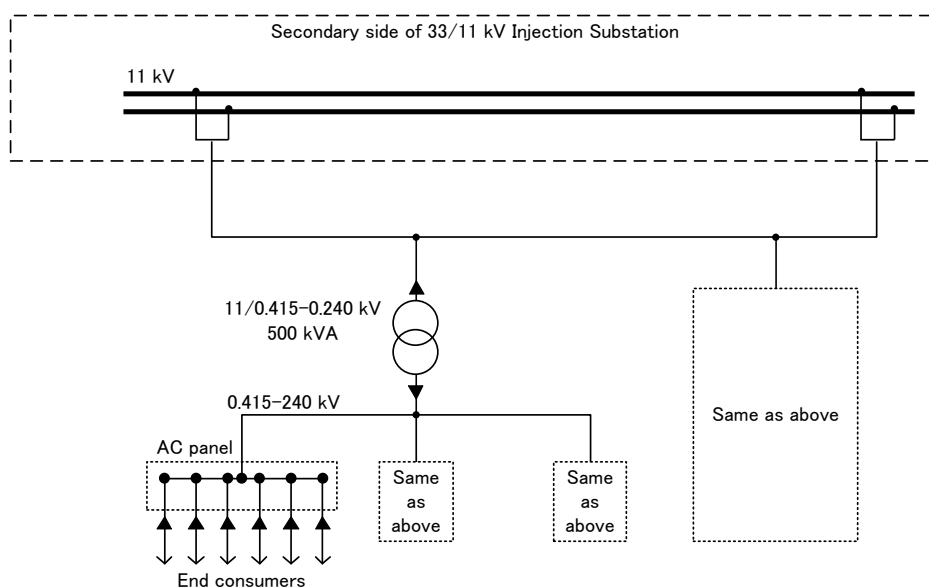 Secondary side of 33/11 kV Injection Substation
11 kV
11/0.415-0.240 kV
500 kVA
0.415-240 kV
Same as above
AC panel
Same
as
above
Same
as
above
End consumers